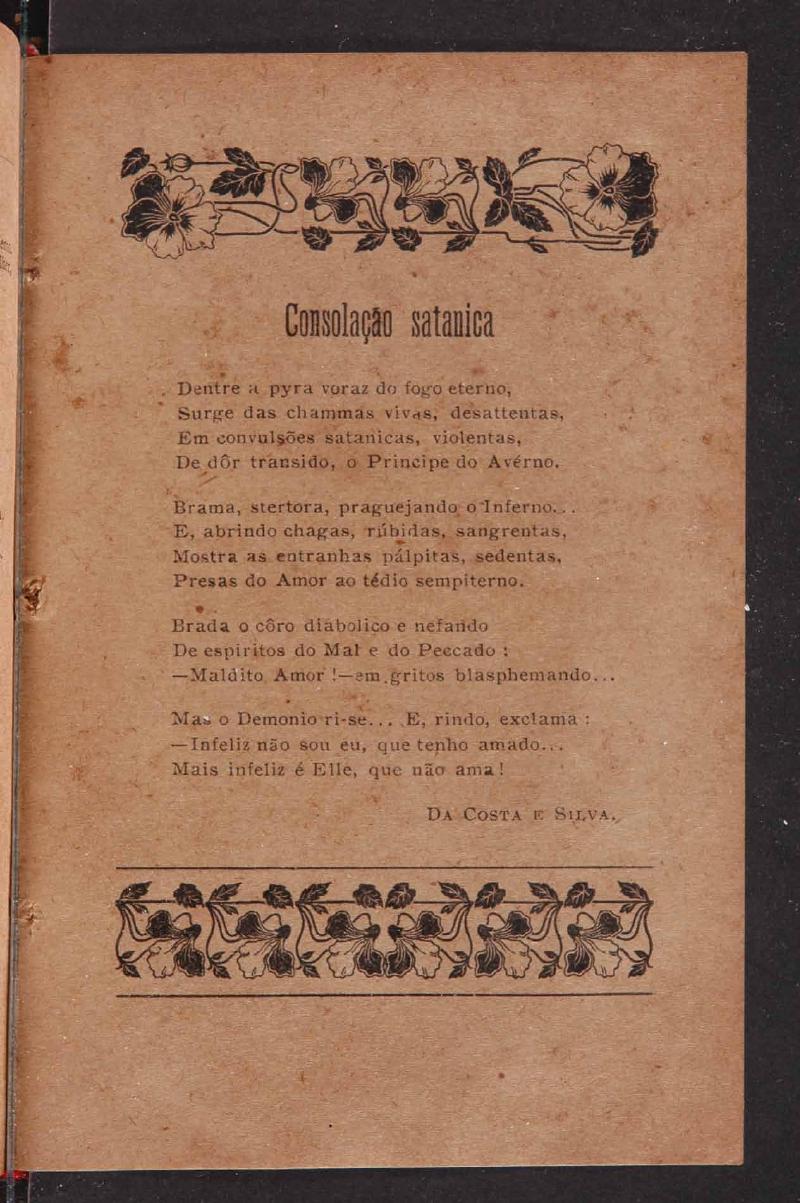 Consolação satanica
Dentre a pyra voraz do fogo eterno,
Surge das chammas vivas, desattentas,
Em convulsões satanicas, violentas,
De dôr transido, o Principe do Avérno.
Brama, stertora, praguejando o Inferno...
E, abrindo chagas, rúbidas, sangrentas,
Mostra as entranhas pálpitas, sedentas,
Presas do Amor ao tédio sempiterno.
Brada o côro diabolico e nefando
De espiritos do Mal e do Peccado :
—Maldito Amor !—em gritos blasphemando...
Mas o Demonio ri-se... E, rindo, exclama :
—Infeliz não sou eu, que tenho amado...
Mais infeliz é Elle, que não ama!
DA COSTA E SILVA.